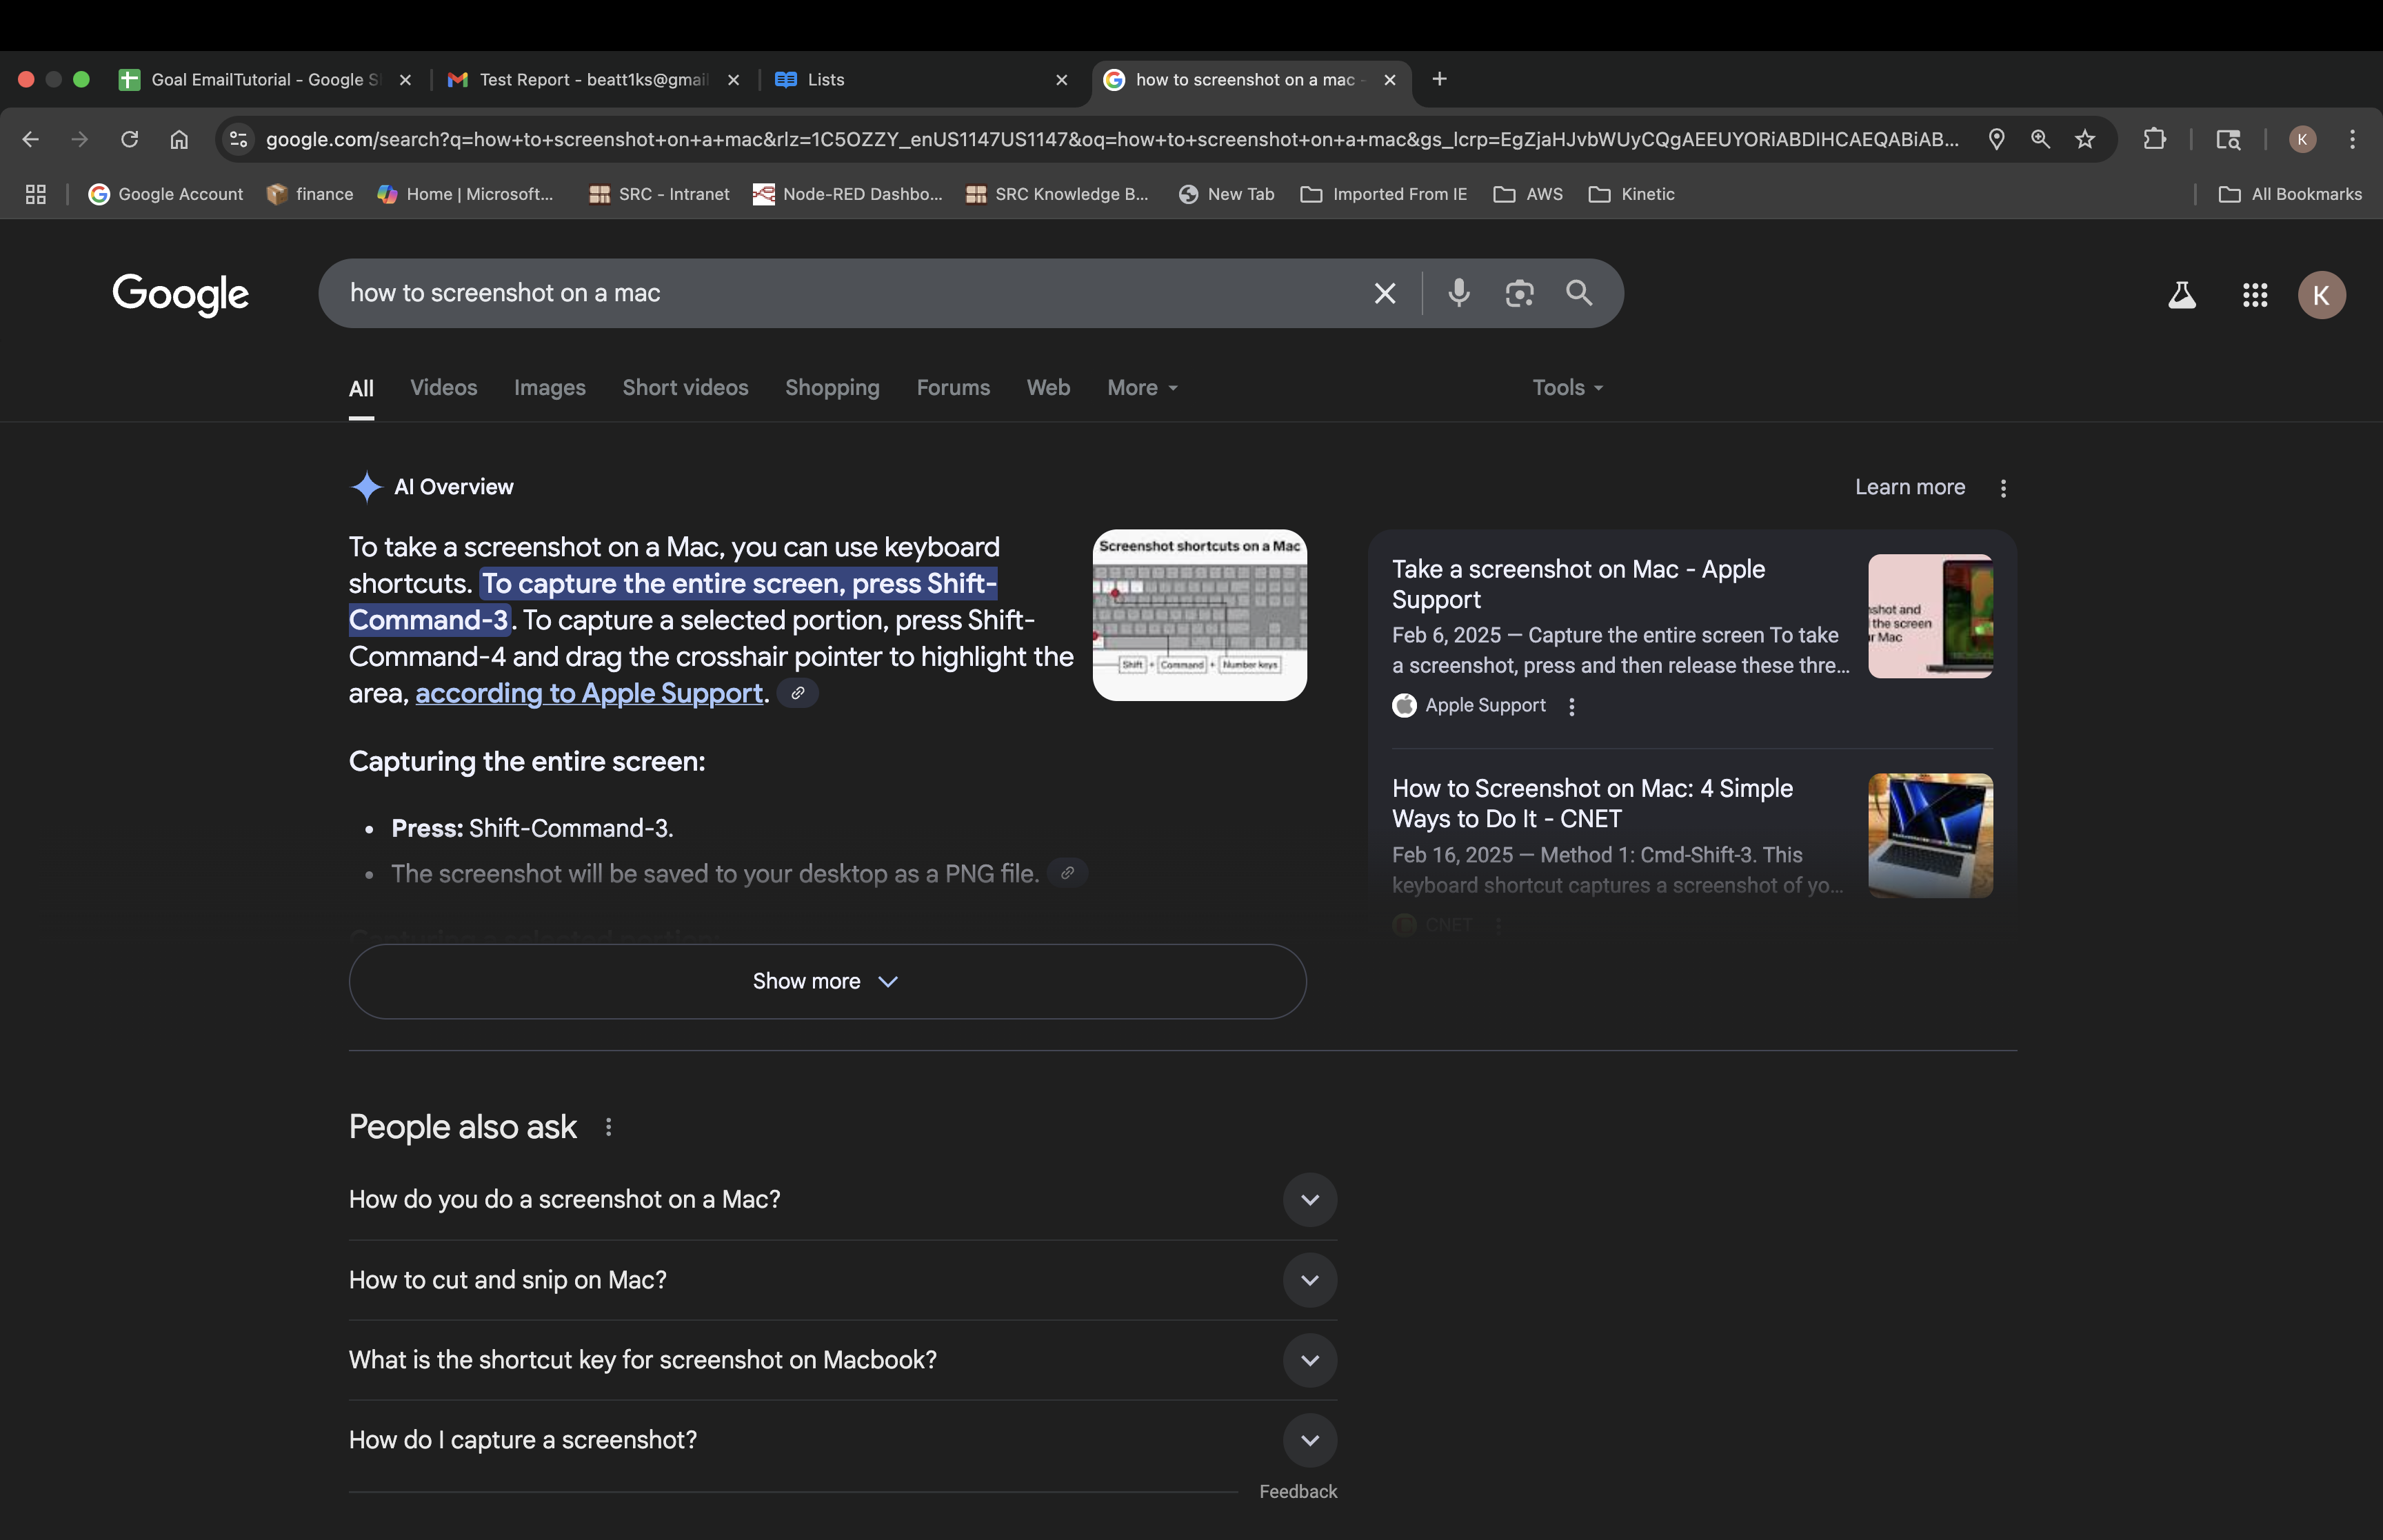 Goal EmailTutorial - Google S
Test Report - beatt1ks@gmail
Lists
how to screenshot on a mac -
google.com/search?q=how+to+screenshot+on+a+mac&rlz=1C5OZZY_enUS1147US1147&oq=how+to+screenshot+on+a+mac&gs_lcrp=EgZjaHJvbWUyCQgAEEUYORiABDIHCAEQABiAB...
K
Google Account
finance
Home | Microsoft...
SRC - Intranet
Node-RED Dashbo...
SRC Knowledge B...
New Tab
Imported From IE
AWS
Kinetic
All Bookmarks
Google
how to screenshot on a mac
K
All
Videos
Images
Short videos
Shopping
Forums
Web
More
Tools
AI Overview
Learn more
To take a screenshot on a Mac, you can use keyboard
shortcuts. To capture the entire screen, press Shift-
Command-3. To capture a selected portion, press Shift-
Command-4 and drag the crosshair pointer to highlight the
area, according to Apple Support.
Screenshot shortcuts on a Mac
Shift + Command + Number keys
Capturing the entire screen:
• Press: Shift-Command-3.
• The screenshot will be saved to your desktop as a PNG file.
Capturing a selected portion:
Show more
Take a screenshot on Mac - Apple
Support
Feb 6, 2025 — Capture the entire screen To take
a screenshot, press and then release these thre...
Apple Support
shot and
the screen
r Mac
How to Screenshot on Mac: 4 Simple
Ways to Do It - CNET
Feb 16, 2025 — Method 1: Cmd-Shift-3. This
keyboard shortcut captures a screenshot of yo...
CNET
People also ask
How do you do a screenshot on a Mac?
How to cut and snip on Mac?
What is the shortcut key for screenshot on Macbook?
How do I capture a screenshot?
Feedback